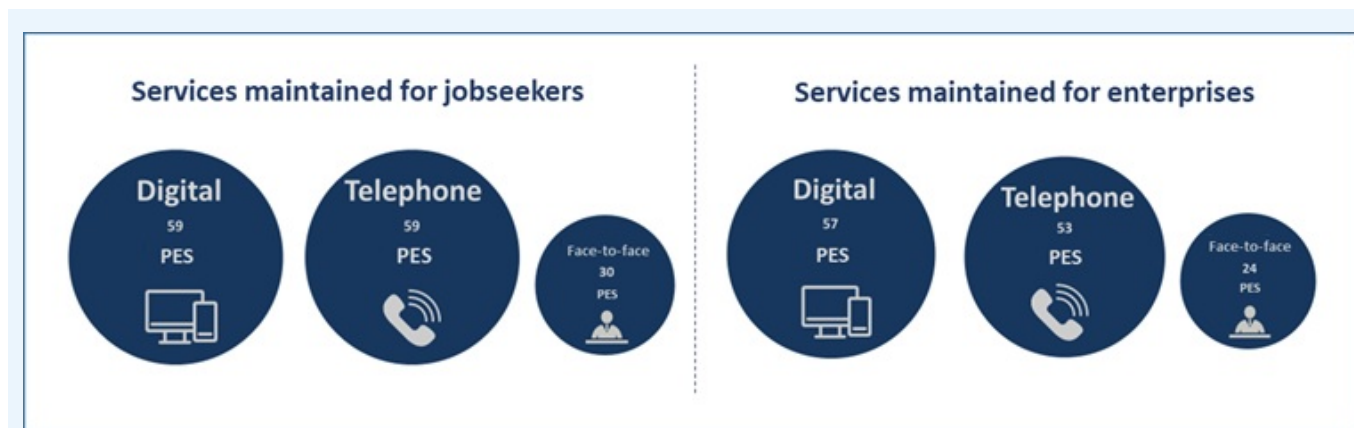 Services maintained for jobseekers
Digital
59
PES
Telephone
59
PES
Face-to-face
30
PES
Services maintained for enterprises
Digital
57
PES
Telephone
53
PES
Face-to-face
24
PES